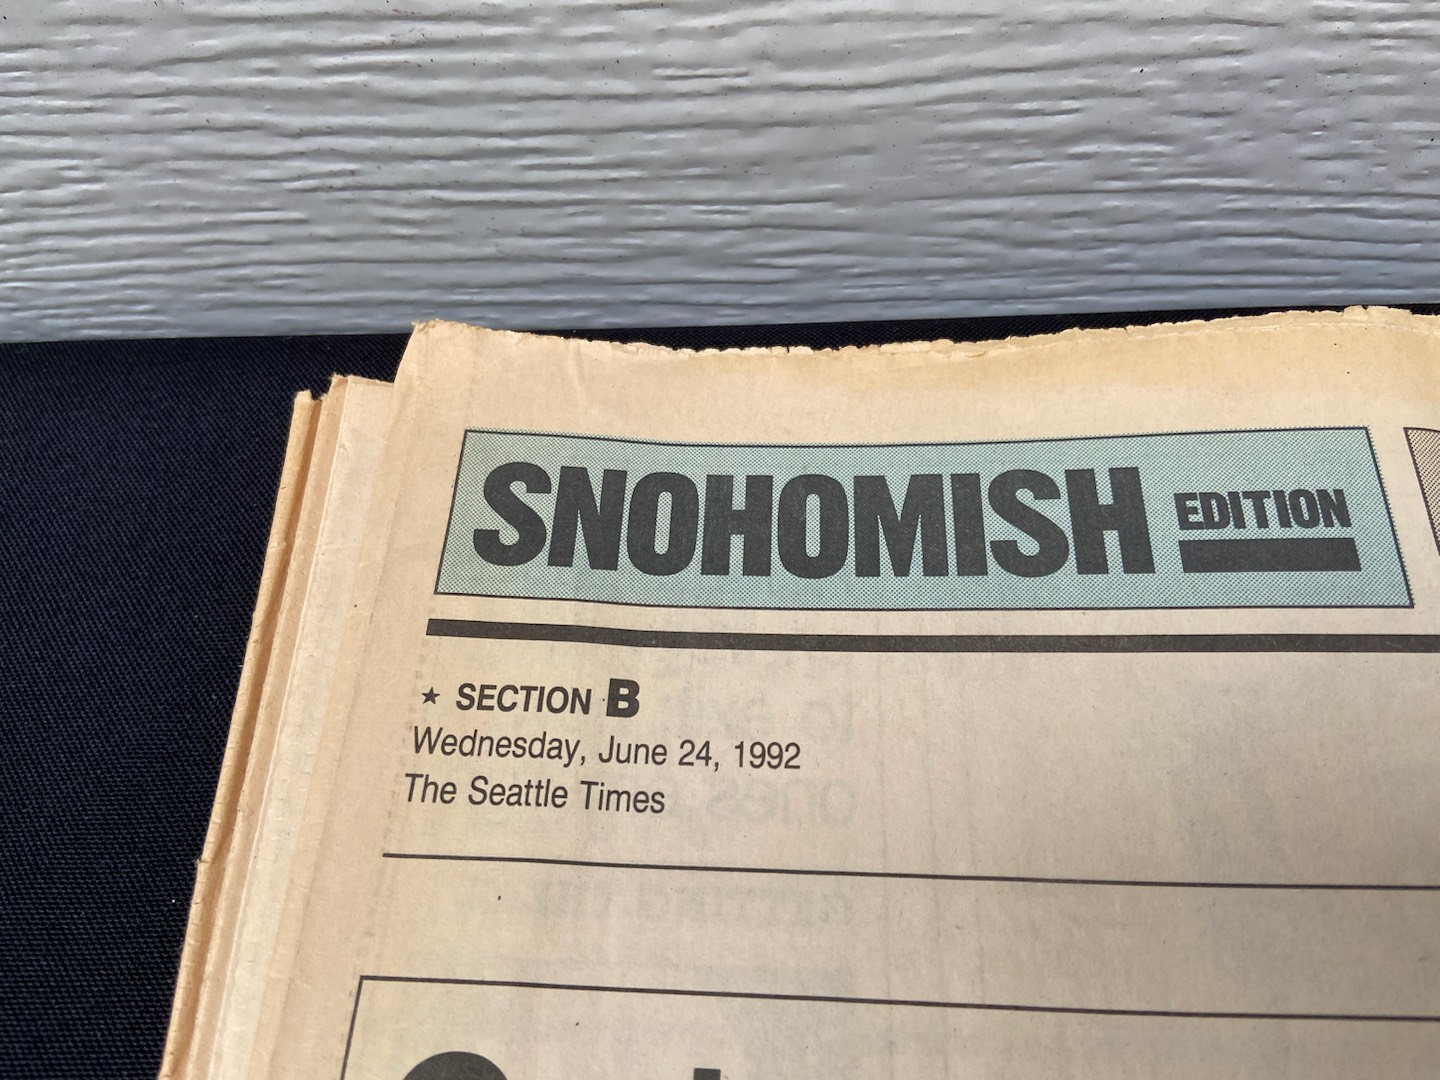 SNOHOMISH EDITION
★ SECTION B
Wednesday, June 24, 1992
The Seattle Times